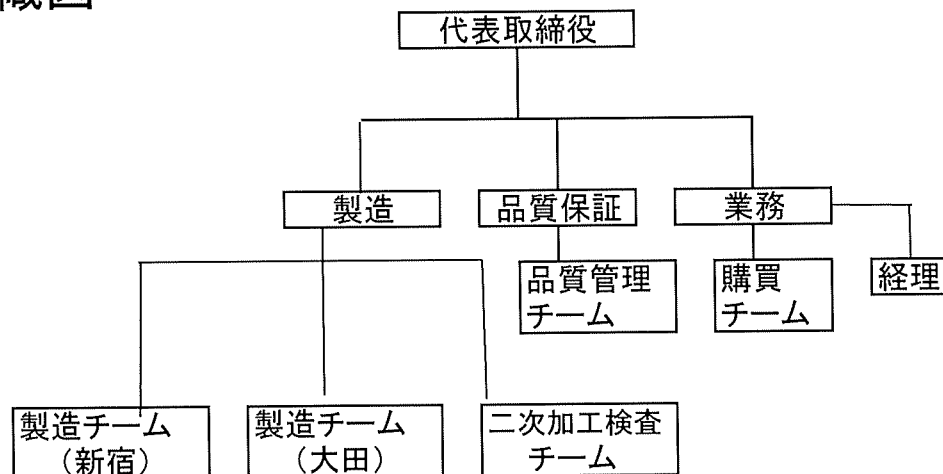 織図
代表取締役
製造
品質保証
業務
品質管理
チーム
購買
チーム
経理
製造チーム
（新宿）
製造チーム
（大田）
二次加工検査
チーム